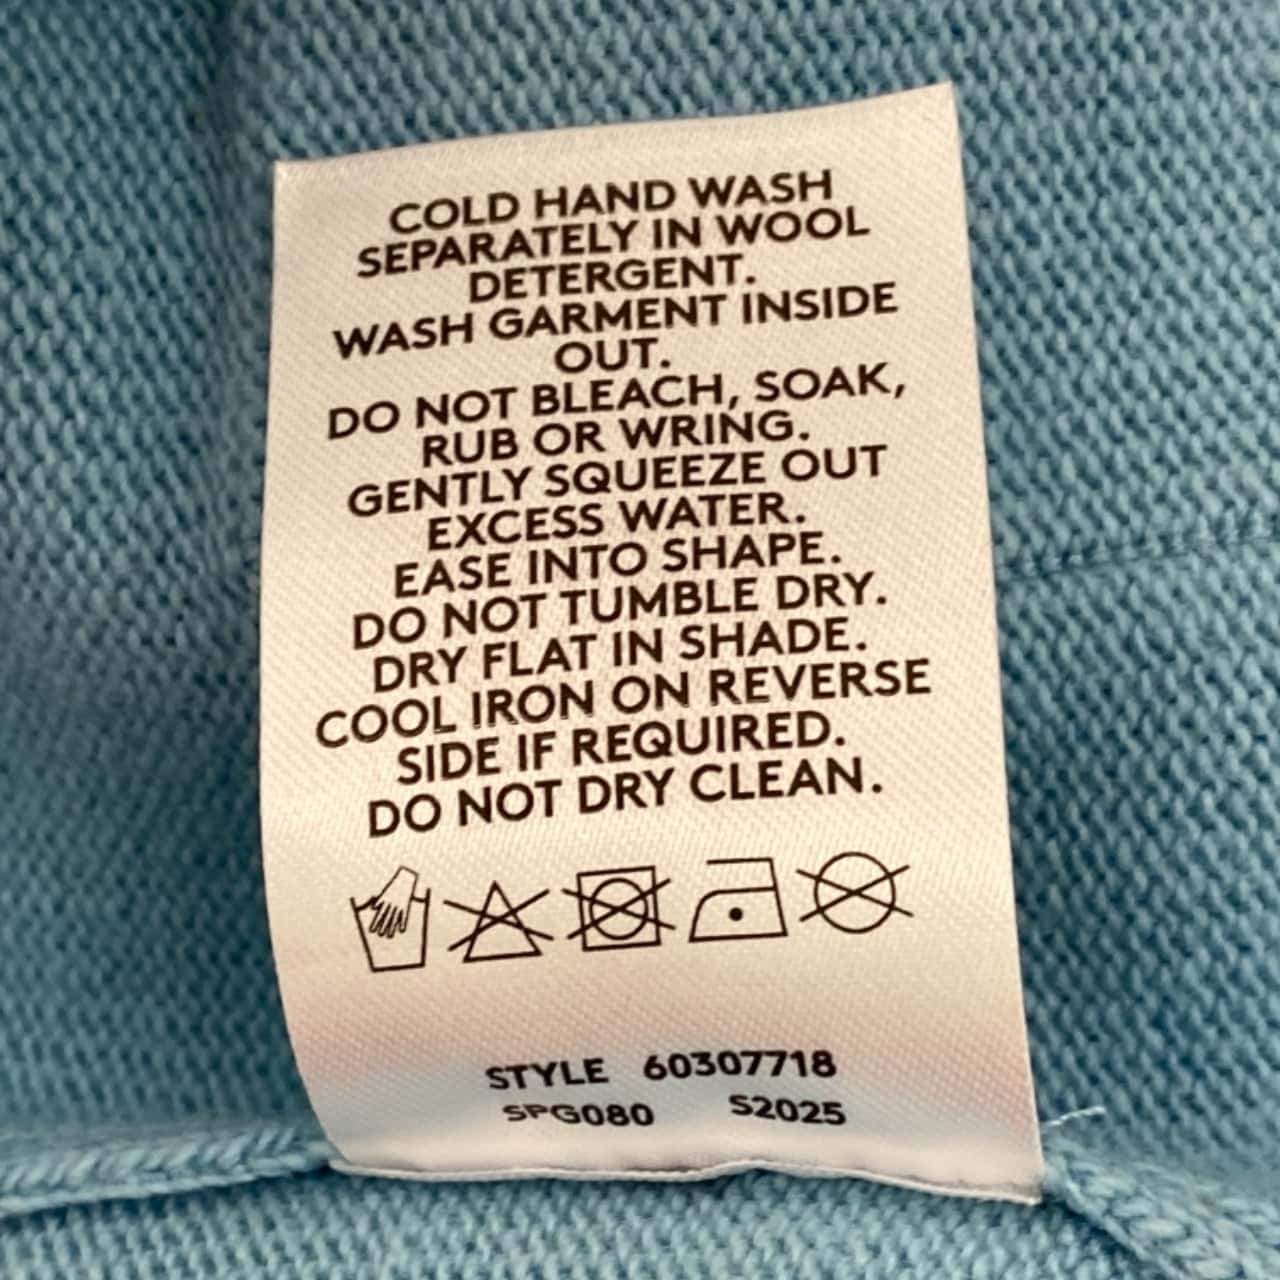 COLD HAND WASH
SEPARATELY IN WOOL
DETERGENT.
WASH GARMENT INSIDE
OUT.
DO NOT BLEACH, SOAK,
RUB OR WRING.
GENTLY SQUEEZE OUT
EXCESS WATER.
EASE INTO SHAPE.
DO NOT TUMBLE DRY.
DRY FLAT IN SHADE.
COOL IRON ON REVERSE
SIDE IF REQUIRED.
DO NOT DRY CLEAN.
STYLE 60307718
SPG080 S2025